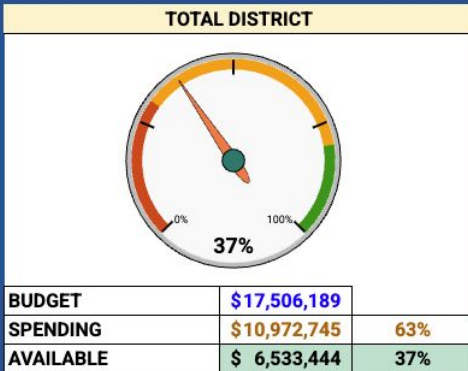 TOTAL DISTRICT
0% 100%
37%
BUDGET $17,506,189
SPENDING $10,972,745 63%
AVAILABLE $ 6,533,444 37%